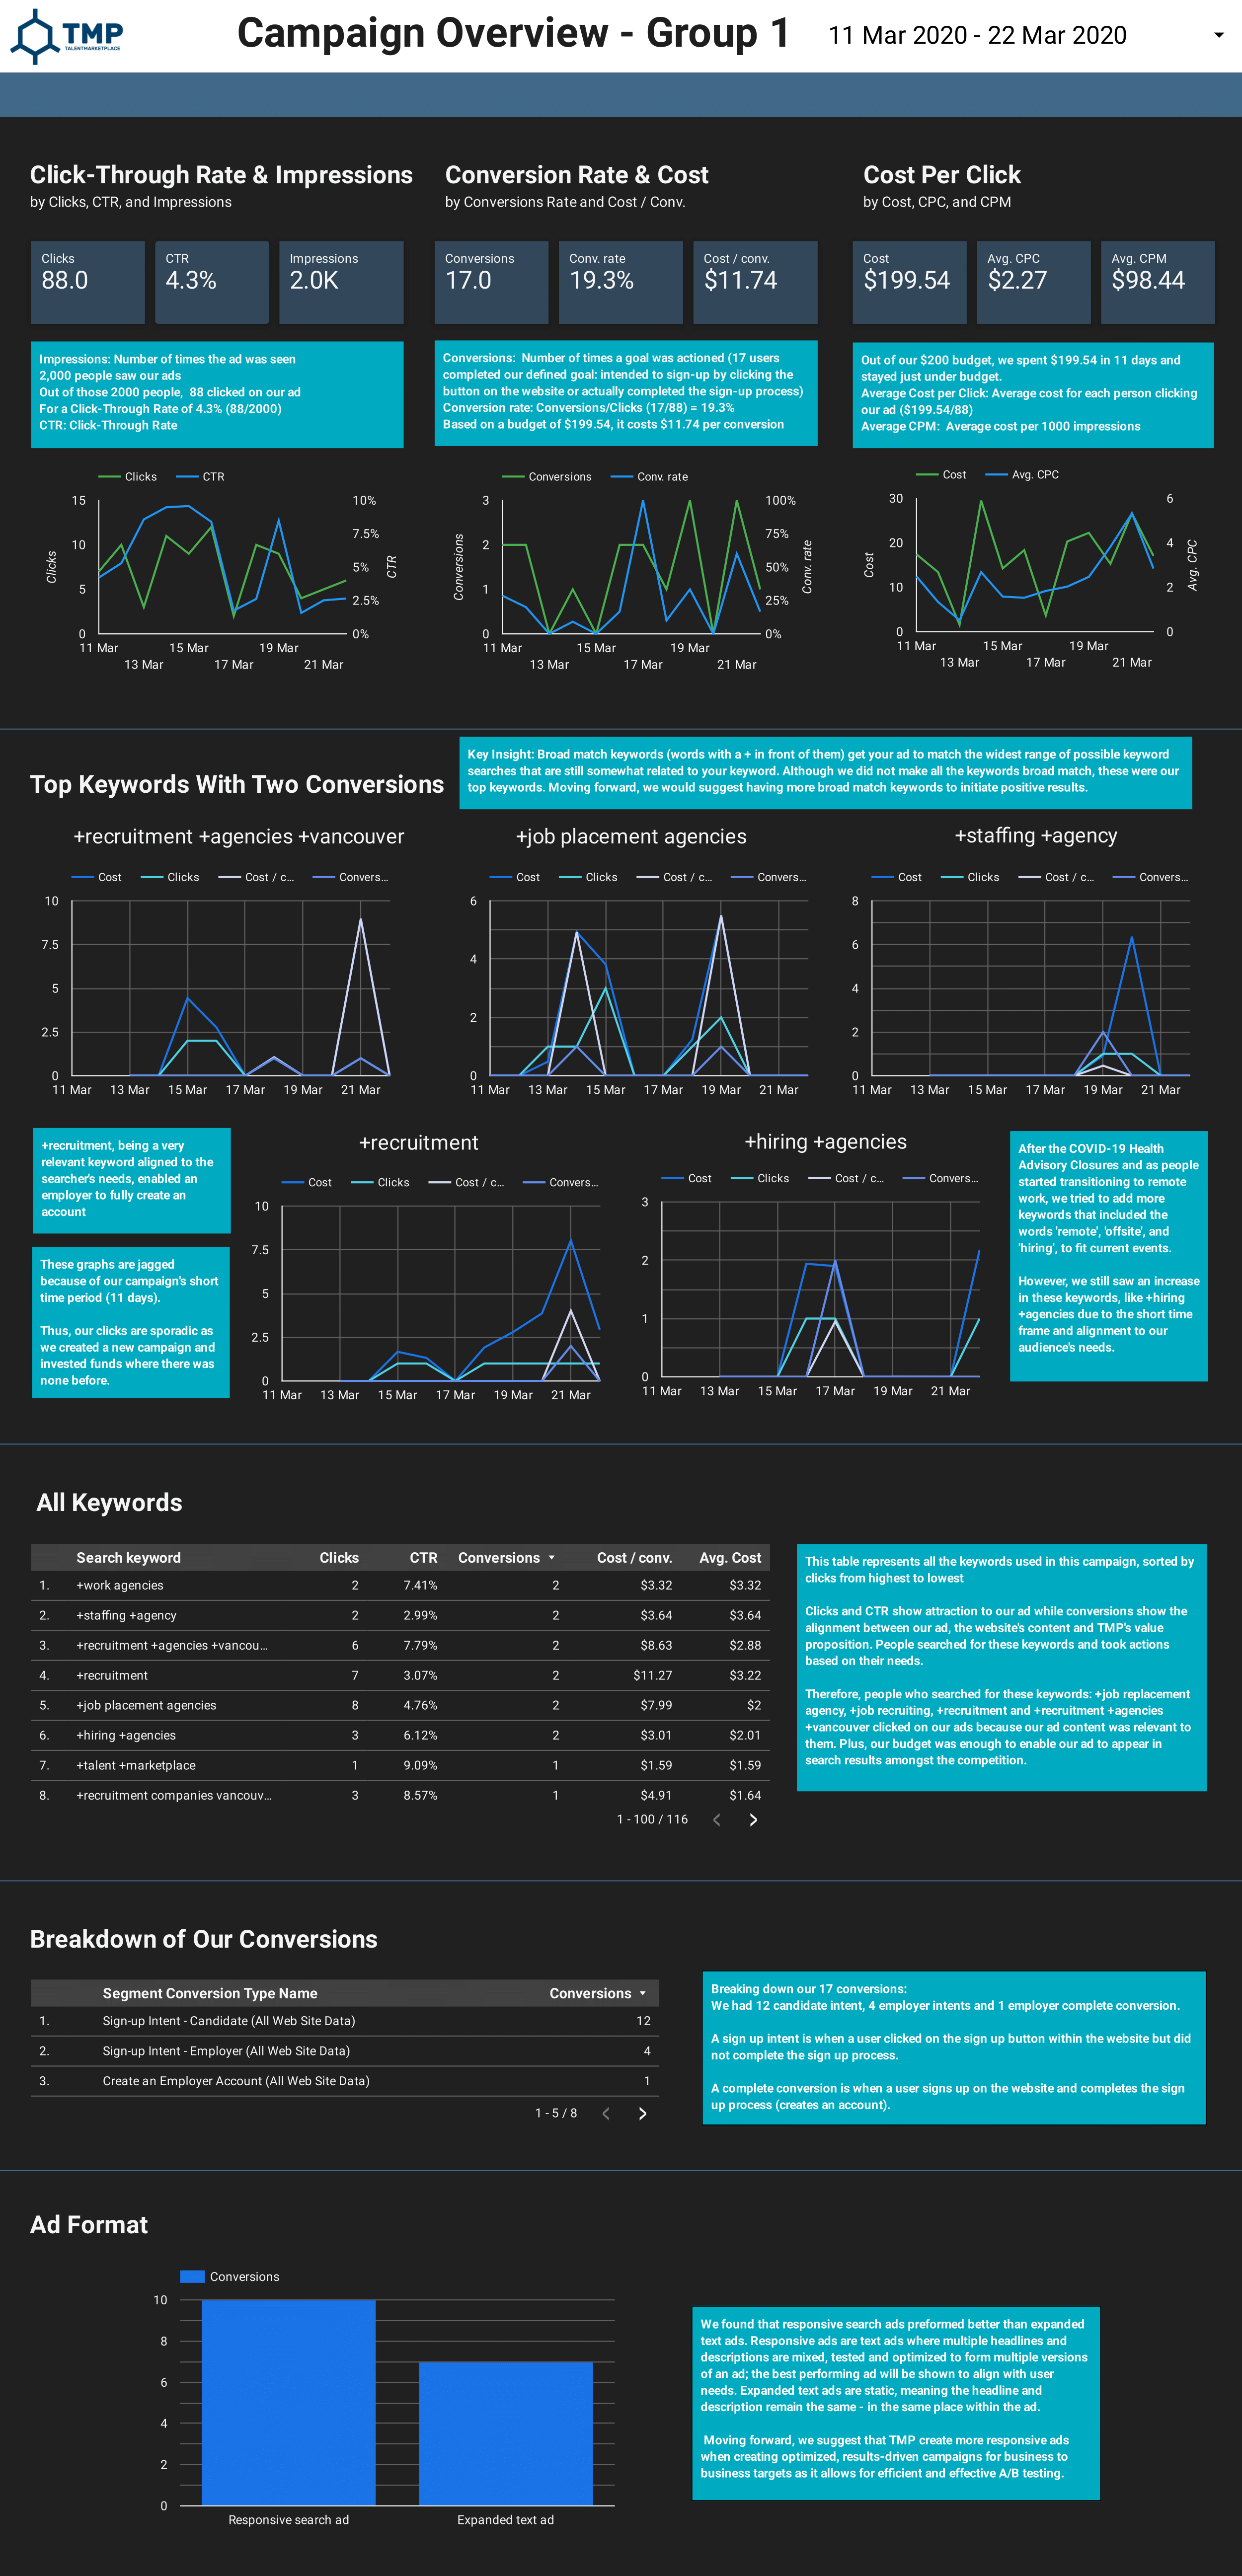 TMP
TALENTMARKETPLACE
Campaign Overview - Group 1
11 Mar 2020 - 22 Mar 2020
Click-Through Rate & Impressions
by Clicks, CTR, and Impressions
Conversion Rate & Cost
by Conversions Rate and Cost / Conv.
Cost Per Click
by Cost, CPC, and CPM
Clicks
88.0
CTR
4.3%
Impressions
2.0K
Conversions
17.0
Conv. rate
19.3%
Cost / conv.
$11.74
Cost
$199.54
Avg. CPC
$2.27
Avg. CPM
$98.44
Impressions: Number of times the ad was seen
2,000 people saw our ads
Out of those 2000 people, 88 clicked on our ad
For a Click-Through Rate of 4.3% (88/2000)
CTR: Click-Through Rate
Conversions: Number of times a goal was actioned (17 users
completed our defined goal: intended to sign-up by clicking the
button on the website or actually completed the sign-up process)
Conversion rate: Conversions/Clicks (17/88) = 19.3%
Based on a budget of $199.54, it costs $11.74 per conversion
Out of our $200 budget, we spent $199.54 in 11 days and
stayed just under budget.
Average Cost per Click: Average cost for each person clicking
our ad ($199.54/88)
Average CPM: Average cost per 1000 impressions
Clicks CTR
15 10%
7.5%
10
5%
5
2.5%
0 0%
Clicks
CTR
11 Mar 15 Mar 19 Mar
13 Mar 17 Mar 21 Mar
Conversions Conv. rate
3 100%
75%
2
50%
1
25%
0 0%
Conversions
Conv. rate
11 Mar 15 Mar 19 Mar
13 Mar 17 Mar 21 Mar
Cost Avg. CPC
30 6
20 4
10 2
0 0
Cost
Avg. CPC
11 Mar 15 Mar 19 Mar
13 Mar 17 Mar 21 Mar
Top Keywords With Two Conversions
Key Insight: Broad match keywords (words with a + in front of them) get your ad to match the widest range of possible keyword
searches that are still somewhat related to your keyword. Although we did not make all the keywords broad match, these were our
top keywords. Moving forward, we would suggest having more broad match keywords to initiate positive results.
+recruitment +agencies +vancouver
Cost Clicks Cost / c... Convers...
10
7.5
5
2.5
0
11 Mar 13 Mar 15 Mar 17 Mar 19 Mar 21 Mar
+job placement agencies
Cost Clicks Cost / c... Convers...
6
4
2
0
11 Mar 13 Mar 15 Mar 17 Mar 19 Mar 21 Mar
+staffing +agency
Cost Clicks Cost / c... Convers...
8
6
4
2
0
11 Mar 13 Mar 15 Mar 17 Mar 19 Mar 21 Mar
+recruitment, being a very
relevant keyword aligned to the
searcher's needs, enabled an
employer to fully create an
account
These graphs are jagged
because of our campaign's short
time period (11 days).
Thus, our clicks are sporadic as
we created a new campaign and
invested funds where there was
none before.
+recruitment
Cost Clicks Cost / c... Convers...
10
7.5
5
2.5
0
11 Mar 13 Mar 15 Mar 17 Mar 19 Mar 21 Mar
+hiring +agencies
Cost Clicks Cost / c... Convers...
3
2
1
0
11 Mar 13 Mar 15 Mar 17 Mar 19 Mar 21 Mar
After the COVID-19 Health
Advisory Closures and as people
started transitioning to remote
work, we tried to add more
keywords that included the
words 'remote', 'offsite', and
'hiring', to fit current events.
However, we still saw an increase
in these keywords, like +hiring
+agencies due to the short time
frame and alignment to our
audience's needs.
All Keywords
Search keyword Clicks CTR Conversions Cost / conv. Avg. Cost
1. +work agencies 2 7.41% 2 $3.32 $3.32
2. +staffing +agency 2 2.99% 2 $3.64 $3.64
3. +recruitment +agencies +vancou... 6 7.79% 2 $8.63 $2.88
4. +recruitment 7 3.07% 2 $11.27 $3.22
5. +job placement agencies 8 4.76% 2 $7.99 $2
6. +hiring +agencies 3 6.12% 2 $3.01 $2.01
7. +talent +marketplace 1 9.09% 1 $1.59 $1.59
8. +recruitment companies vancouv... 3 8.57% 1 $4.91 $1.64
1 - 100 / 116
This table represents all the keywords used in this campaign, sorted by
clicks from highest to lowest
Clicks and CTR show attraction to our ad while conversions show the
alignment between our ad, the website's content and TMP's value
proposition. People searched for these keywords and took actions
based on their needs.
Therefore, people who searched for these keywords: +job replacement
agency, +job recruiting, +recruitment and +recruitment +agencies
+vancouver clicked on our ads because our ad content was relevant to
them. Plus, our budget was enough to enable our ad to appear in
search results amongst the competition.
Breakdown of Our Conversions
Segment Conversion Type Name Conversions
1. Sign-up Intent - Candidate (All Web Site Data) 12
2. Sign-up Intent - Employer (All Web Site Data) 4
3. Create an Employer Account (All Web Site Data) 1
1 - 5 / 8
Breaking down our 17 conversions:
We had 12 candidate intent, 4 employer intents and 1 employer complete conversion.
A sign up intent is when a user clicked on the sign up button within the website but did
not complete the sign up process.
A complete conversion is when a user signs up on the website and completes the sign
up process (creates an account).
Ad Format
Conversions
10
8
6
4
2
0
Responsive search ad Expanded text ad
We found that responsive search ads preformed better than expanded
text ads. Responsive ads are text ads where multiple headlines and
descriptions are mixed, tested and optimized to form multiple versions
of an ad; the best performing ad will be shown to align with user
needs. Expanded text ads are static, meaning the headline and
description remain the same - in the same place within the ad.
Moving forward, we suggest that TMP create more responsive ads
when creating optimized, results-driven campaigns for business to
business targets as it allows for efficient and effective A/B testing.